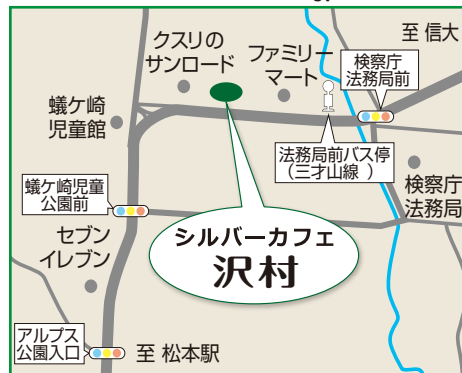 至 信大
クスリの
サンロード
ファミリー
マート
検察庁
法務局前
蟻ケ崎
児童館
法務局前バス停
（三才山線 ）
検察庁
法務局
蟻ケ崎児童
公園前
シルバーカフェ
沢村
セブン
イレブン
アルプス
公園入口
至 松本駅